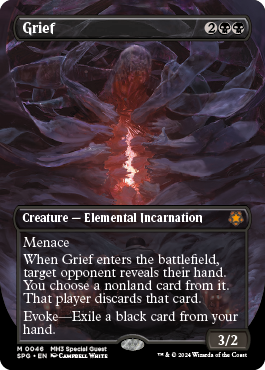 Grief 2
Creature — Elemental Incarnation
Menace
When Grief enters the battlefield,
target opponent reveals their hand.
You choose a nonland card from it.
That player discards that card.
Evoke—Exile a black card from your
hand.
3/2
M 0046 MH3 Special Guest
SPG • EN Campbell White
™ & © 2024 Wizards of the Coast